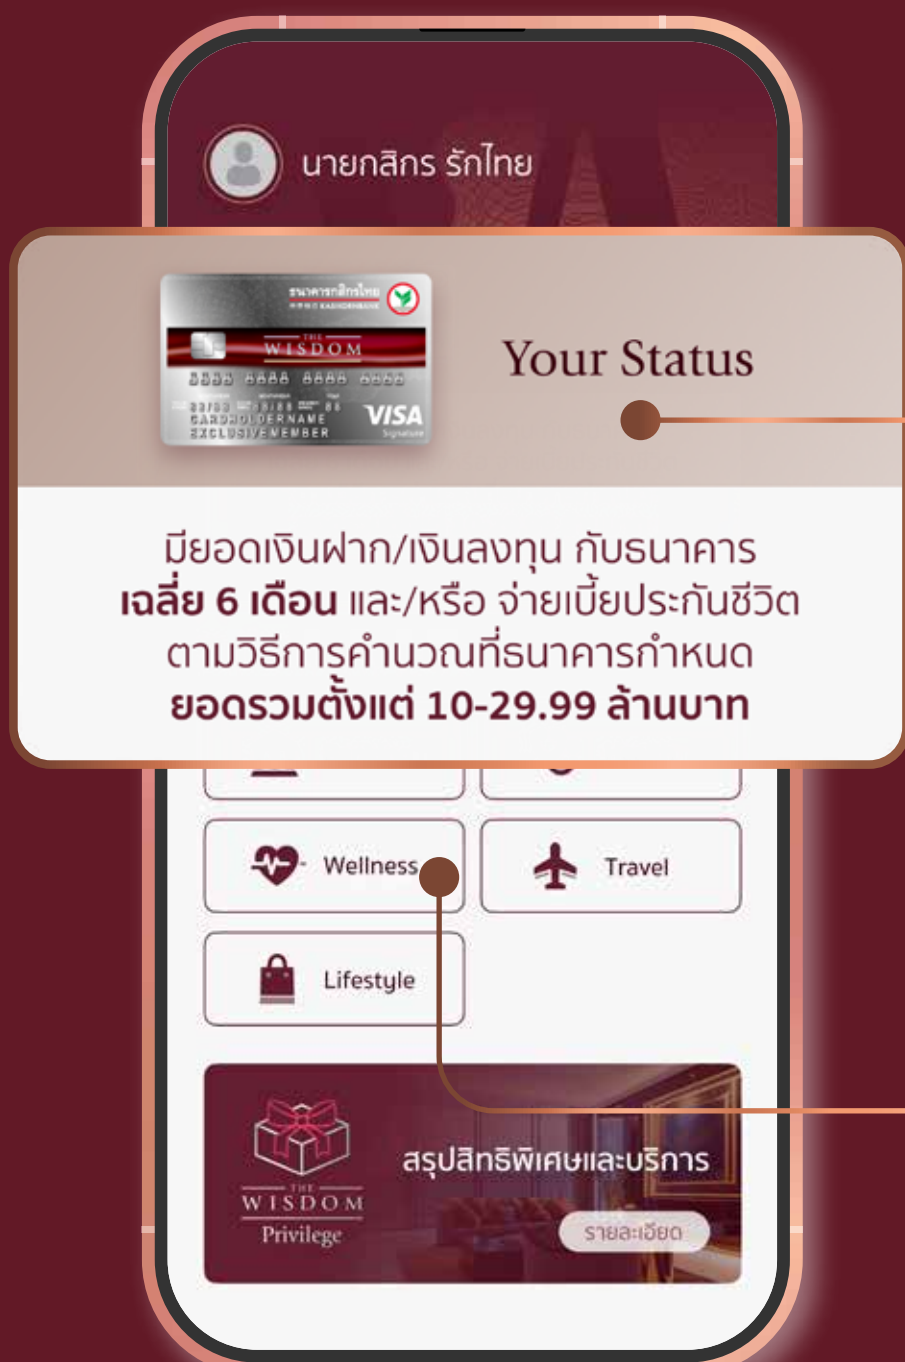 นายกสิกร รักไทย
ธนาคารกสิกรไทย
THE
WISDOM
Your Status
8888 8888 8888 8888
CARDHOLDERNAME
EXCLUSIVEMEMBER
VISA
Signature
มียอดเงินฝาก/เงินลงทุน กับธนาคาร
เฉลี่ย 6 เดือน และ/หรือ จ่ายเบี้ยประกันชีวิต
ตามวิธีการคำนวณที่ธนาคารกำหนด
ยอดรวมตั้งแต่ 10-29.99 ล้านบาท
Wellness
Travel
Lifestyle
สรุปสิทธิพิเศษและบริการ
THE
WISDOM
Privilege
รายละเอียด